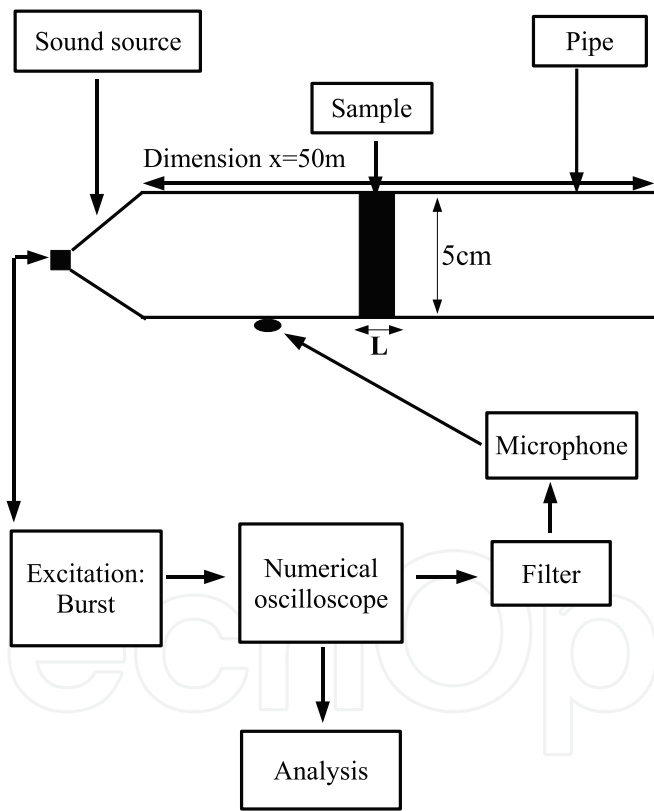 Sound source
Pipe
Sample
Dimension x=50m
5cm
L
Microphone
Excitation:
Burst
Numerical
oscilloscope
Filter
Analysis